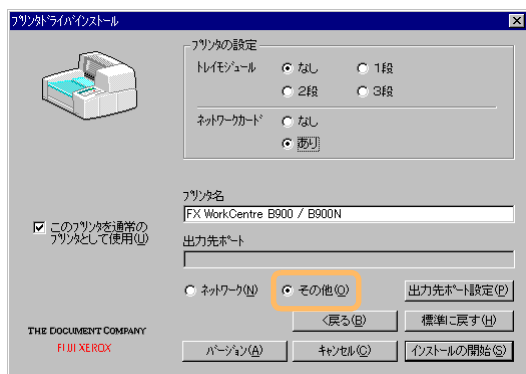 プリンタドライバインストール
プリンタの設定
トレイモジュール なし 1段
2段 3段
ネットワークカード なし
あり
プリンタ名
FX WorkCentre B900 / B900N
このプリンタを通常の
プリンタとして使用(U)
出力先ポート
ネットワーク(N) その他(O) 出力先ポート設定(P)
<戻る(B) 標準に戻す(H)
THE DOCUMENT COMPANY
FUJI XEROX
バージョン(A) キャンセル(C) インストールの開始(S)